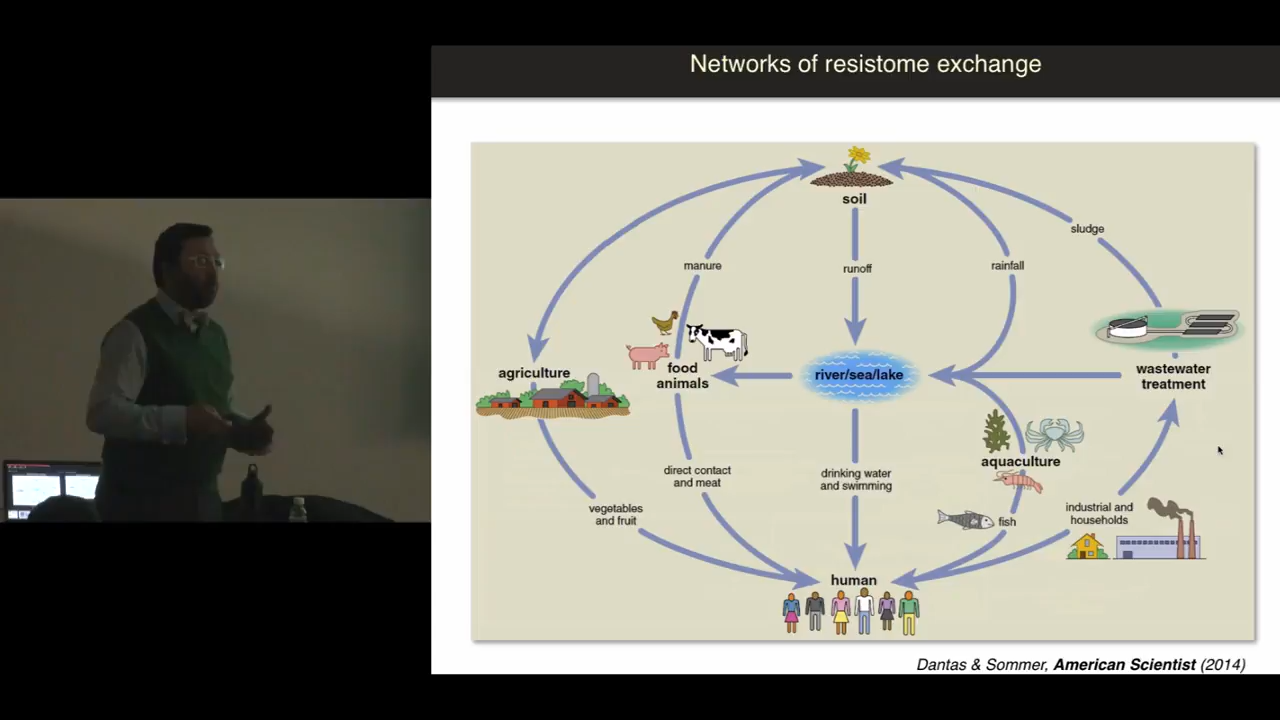 Networks of resistome exchange
soil
sludge
manure
runoff
rainfall
agriculture
food
animals
river/sea/lake
wastewater
treatment
aquaculture
direct contact
and meat
drinking water
and swimming
vegetables
and fruit
fish
industrial and
households
human
Dantas & Sommer, American Scientist (2014)